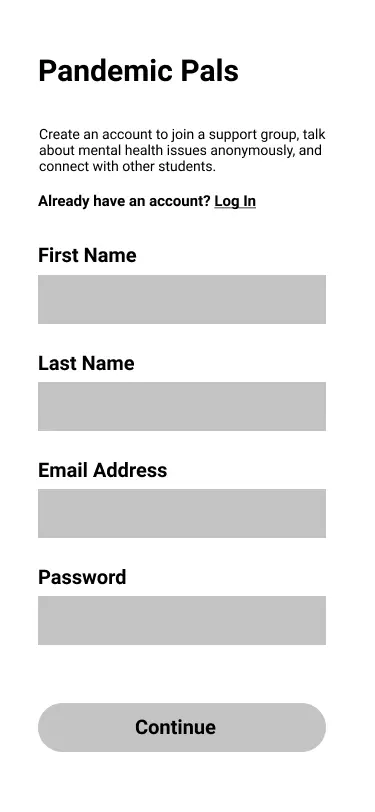 Pandemic Pals
Create an account to join a support group, talk
about mental health issues anonymously, and
connect with other students.
Already have an account? Log In
First Name
Last Name
Email Address
Password
Continue